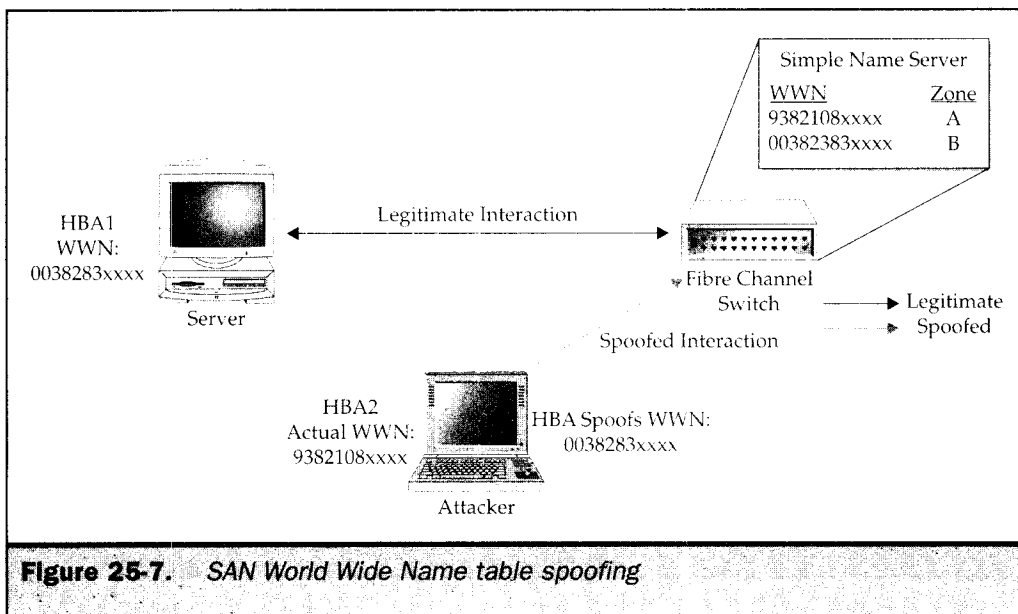 Simple Name Server
WWN Zone
9382108xxxx A
00382383xxxx B
HBA1
WWN:
0038283xxxx
Server
Legitimate Interaction
Fibre Channel
Switch
Legitimate
Spoofed
Spoofed Interaction
HBA2
Actual WWN:
9382108xxxx
HBA Spoofs WWN:
0038283xxxx
Attacker
Figure 25-7. SAN World Wide Name table spoofing